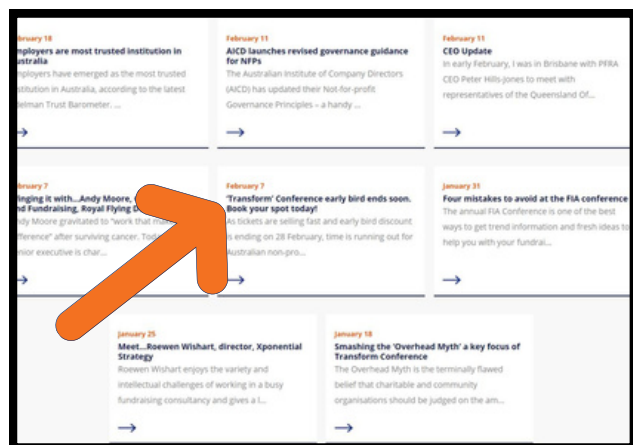 bruary 18
mployers are most trusted institution in
ustralia
mployers have emerged as the most trusted
stitution in Australia, according to the latest
delman Trust Barometer. ...
February 11
AICD launches revised governance guidance
for NFPs
The Australian Institute of Company Directors
(AICD) has updated their Not-for-profit
Governance Principles – a handy ...
February 11
CEO Update
In early February, I was in Brisbane with PFRA
CEO Peter Hills-Jones to meet with
representatives of the Queensland Of...
bruary 7
inging it with...Andy Moore,
nd Fundraising, Royal Flying D
ndy Moore gravitated to "work that mak
fference" after surviving cancer. Tod
nior executive is char...
February 7
'Transform' Conference early bird ends soon.
Book your spot today!
As tickets are selling fast and early bird discount
is ending on 28 February, time is running out for
Australian non-pro...
January 31
Four mistakes to avoid at the FIA conference
The annual FIA Conference is one of the best
ways to get trend information and fresh ideas to
help you with your fundrai...
January 25
Meet...Roewen Wishart, director, Xponential
Strategy
Roewen Wishart enjoys the variety and
intellectual challenges of working in a busy
fundraising consultancy and gives a l...
January 18
Smashing the 'Overhead Myth' a key focus of
Transform Conference
The Overhead Myth is the terminally flawed
belief that charitable and community
organisations should be judged on the am...